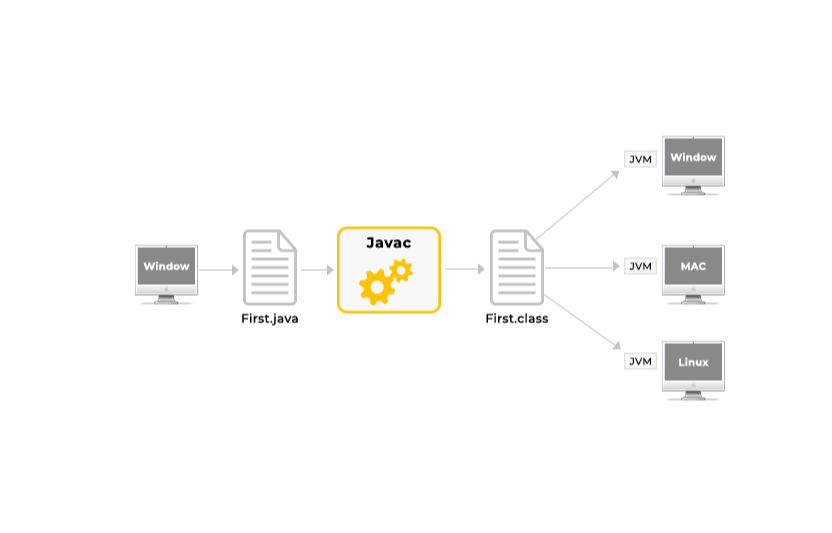 Window
First.java
Javac
First.class
JVM
Window
JVM
MAC
JVM
Linux